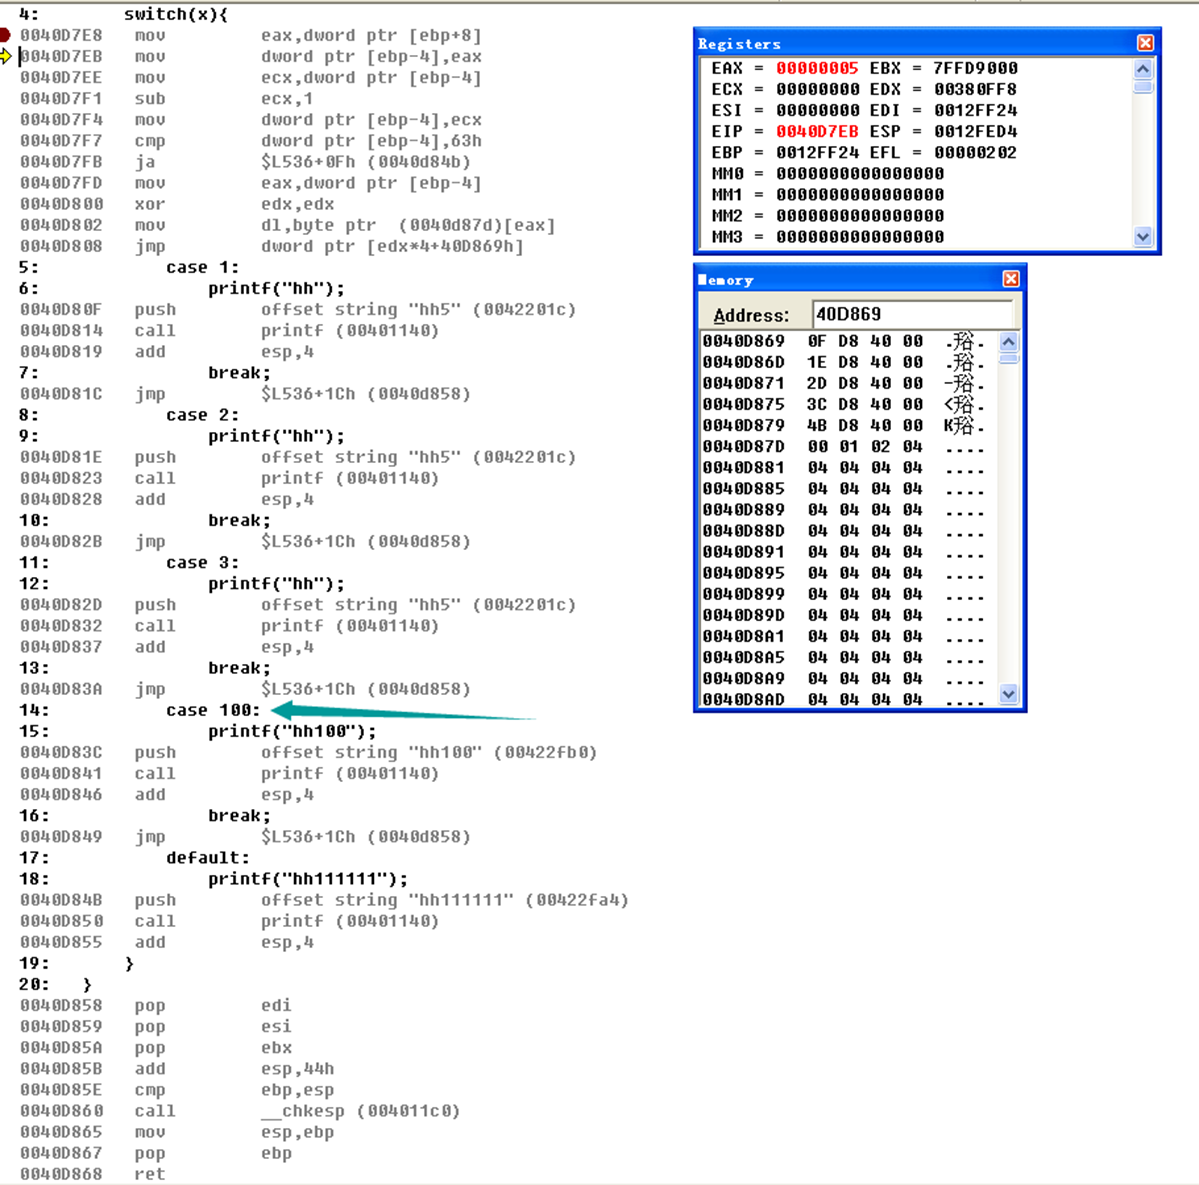 4:        switch(x){
0040D7E8   mov         eax,dword ptr [ebp+8]
0040D7EB   mov         dword ptr [ebp-4],eax
0040D7EE   mov         ecx,dword ptr [ebp-4]
0040D7F1   sub         ecx,1
0040D7F4   mov         dword ptr [ebp-4],ecx
0040D7F7   cmp         dword ptr [ebp-4],63h
0040D7FB   ja          $L536+0Fh (0040d84b)
0040D7FD   mov         eax,dword ptr [ebp-4]
0040D800   xor         edx,edx
0040D802   mov         dl,byte ptr  (0040d87d)[eax]
0040D808   jmp         dword ptr [edx*4+40D869h]
5:            case 1:
6:                printf("hh");
0040D80F   push        offset string "hh5" (0042201c)
0040D814   call        printf (00401140)
0040D819   add         esp,4
7:                break;
0040D81C   jmp         $L536+1Ch (0040d858)
8:            case 2:
9:                printf("hh");
0040D81E   push        offset string "hh5" (0042201c)
0040D823   call        printf (00401140)
0040D828   add         esp,4
10:               break;
0040D82B   jmp         $L536+1Ch (0040d858)
11:           case 3:
12:               printf("hh");
0040D82D   push        offset string "hh5" (0042201c)
0040D832   call        printf (00401140)
0040D837   add         esp,4
13:               break;
0040D83A   jmp         $L536+1Ch (0040d858)
14:           case 100:
15:               printf("hh100");
0040D83C   push        offset string "hh100" (00422fb0)
0040D841   call        printf (00401140)
0040D846   add         esp,4
16:               break;
0040D849   jmp         $L536+1Ch (0040d858)
17:           default:
18:               printf("hh111111");
0040D84B   push        offset string "hh111111" (00422fa4)
0040D850   call        printf (00401140)
0040D855   add         esp,4
19:       }
20:   }
0040D858   pop         edi
0040D859   pop         esi
0040D85A   pop         ebx
0040D85B   add         esp,44h
0040D85E   cmp         ebp,esp
0040D860   call        __chkesp (004011c0)
0040D865   mov         esp,ebp
0040D867   pop         ebp
0040D868   ret
Registers
EAX = 00000005 EBX = 7FFD9000
ECX = 00000000 EDX = 00380FF8
ESI = 00000000 EDI = 0012FF24
EIP = 0040D7EB ESP = 0012FED4
EBP = 0012FF24 EFL = 00000202
MM0 = 0000000000000000
MM1 = 0000000000000000
MM2 = 0000000000000000
MM3 = 0000000000000000
Memory
Address: 40D869
0040D869  0F D8 40 00  .谸.
0040D86D  1E D8 40 00  .谸.
0040D871  2D D8 40 00  -谸.
0040D875  3C D8 40 00  <谸.
0040D879  4B D8 40 00  K谸.
0040D87D  00 01 02 04  ....
0040D881  04 04 04 04  ....
0040D885  04 04 04 04  ....
0040D889  04 04 04 04  ....
0040D88D  04 04 04 04  ....
0040D891  04 04 04 04  ....
0040D895  04 04 04 04  ....
0040D899  04 04 04 04  ....
0040D89D  04 04 04 04  ....
0040D8A1  04 04 04 04  ....
0040D8A5  04 04 04 04  ....
0040D8A9  04 04 04 04  ....
0040D8AD  04 04 04 04  ....